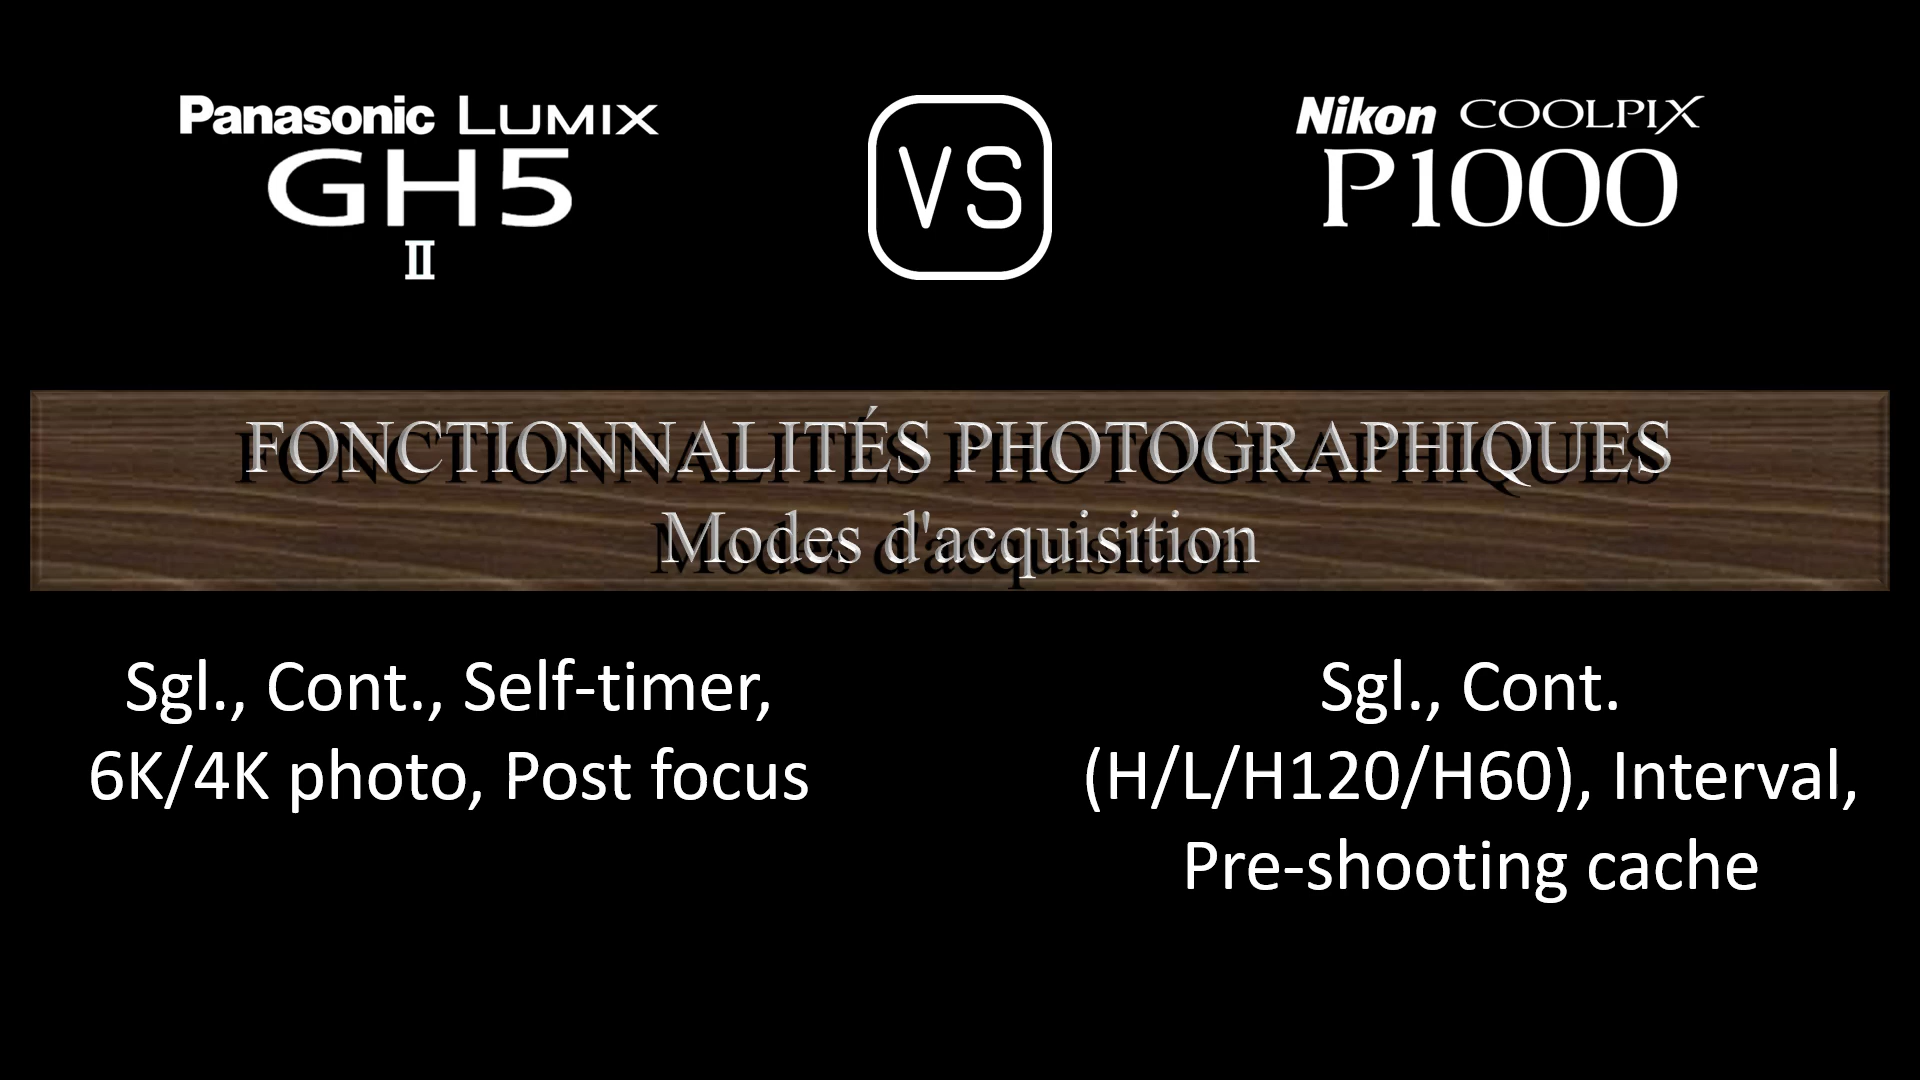 Panasonic LUMIX
GH5
II
VS
Nikon COOLPIX
P1000
FONCTIONNALITÉS PHOTOGRAPHIQUES
Modes d'acquisition
Sgl., Cont., Self-timer,
6K/4K photo, Post focus
Sgl., Cont.
(H/L/H120/H60), Interval,
Pre-shooting cache